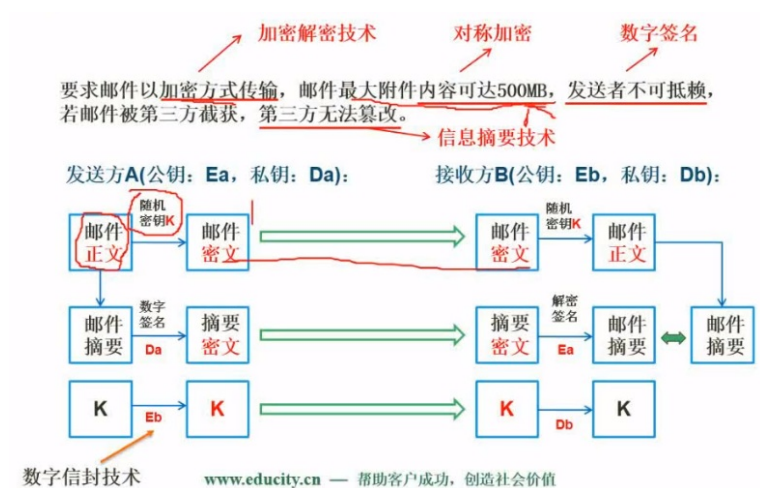 加密解密技术 对称加密 数字签名
要求邮件以加密方式传输，邮件最大附件内容可达500MB，发送者不可抵赖，
若邮件被第三方截获，第三方无法篡改。
信息摘要技术
发送方A(公钥：Ea，私钥：Da)： 接收方B(公钥：Eb，私钥：Db)：
邮件
正文
随机
密钥K
邮件
密文
邮件
密文
随机
密钥K
邮件
正文
邮件
摘要
数字
签名
Da
摘要
密文
摘要
密文
解密
签名
Ea
邮件
摘要
邮件
摘要
K
Eb
K
K
Db
K
数字信封技术
www.educity.cn — 帮助客户成功，创造社会价值